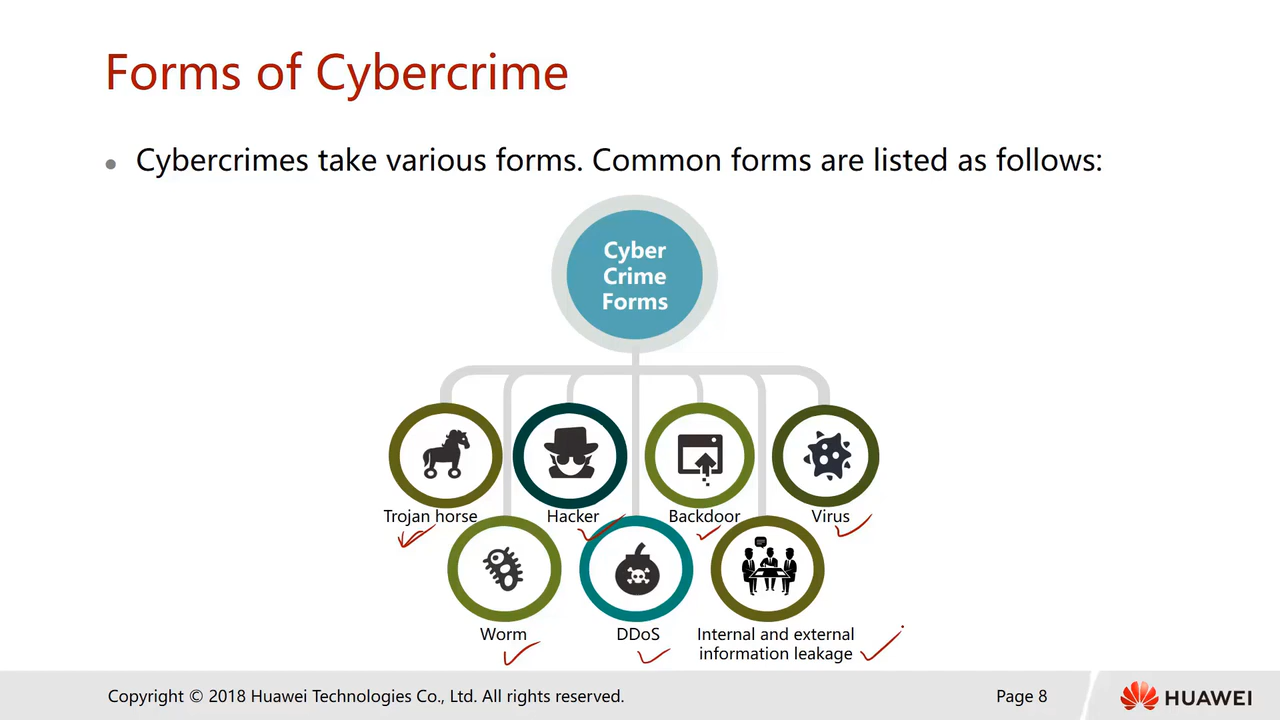 Forms of Cybercrime
• Cybercrimes take various forms. Common forms are listed as follows:
Cyber
Crime
Forms
Trojan horse
Hacker
Backdoor
Virus
Worm
DDoS
Internal and external
information leakage
Copyright © 2018 Huawei Technologies Co., Ltd. All rights reserved.
Page 8
HUAWEI